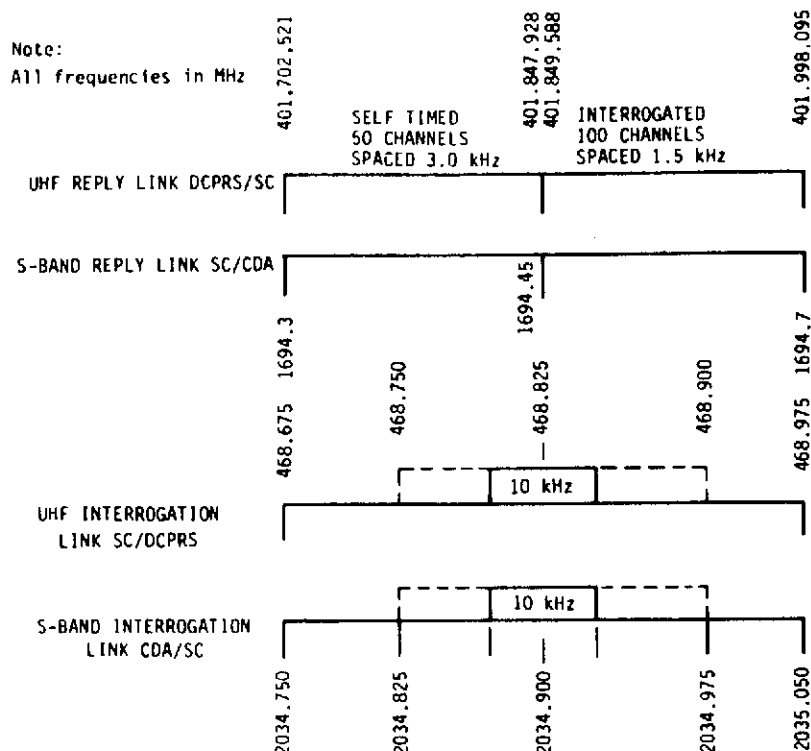 Note:
All frequencies in MHz
401.702,521
401.847.928
401.849.588
401.998.095
SELF TIMED
50 CHANNELS
SPACED 3.0 kHz
INTERROGATED
100 CHANNELS
SPACED 1.5 kHz
UHF REPLY LINK DCPRS/SC
S-BAND REPLY LINK SC/CDA
1694.3
1694.45
1694.7
468.675
468.750
468.825
468.900
468.975
10 kHz
UHF INTERROGATION
LINK SC/DCPRS
10 kHz
S-BAND INTERROGATION
LINK CDA/SC
2034.750
2034.825
2034.900
2034.975
2035.050